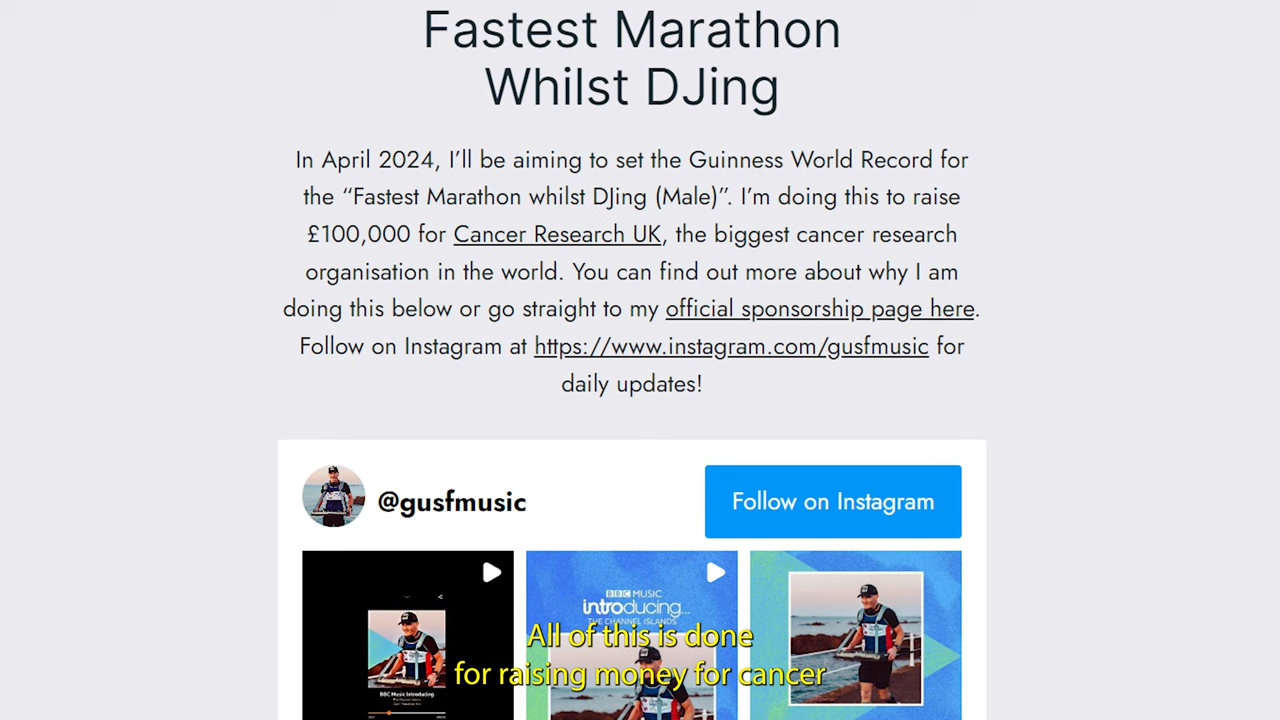 Fastest Marathon
Whilst DJing
In April 2024, I’ll be aiming to set the Guinness World Record for
the “Fastest Marathon whilst DJing (Male)”. I’m doing this to raise
£100,000 for Cancer Research UK, the biggest cancer research
organisation in the world. You can find out more about why I am
doing this below or go straight to my official sponsorship page here.
Follow on Instagram at https://www.instagram.com/gusfmusic for
daily updates!
@gusfmusic
Follow on Instagram
BBC MUSIC
introducing...
THE CHANNEL ISLANDS
All of this is done
for raising money for cancer
BBC Music Introducing